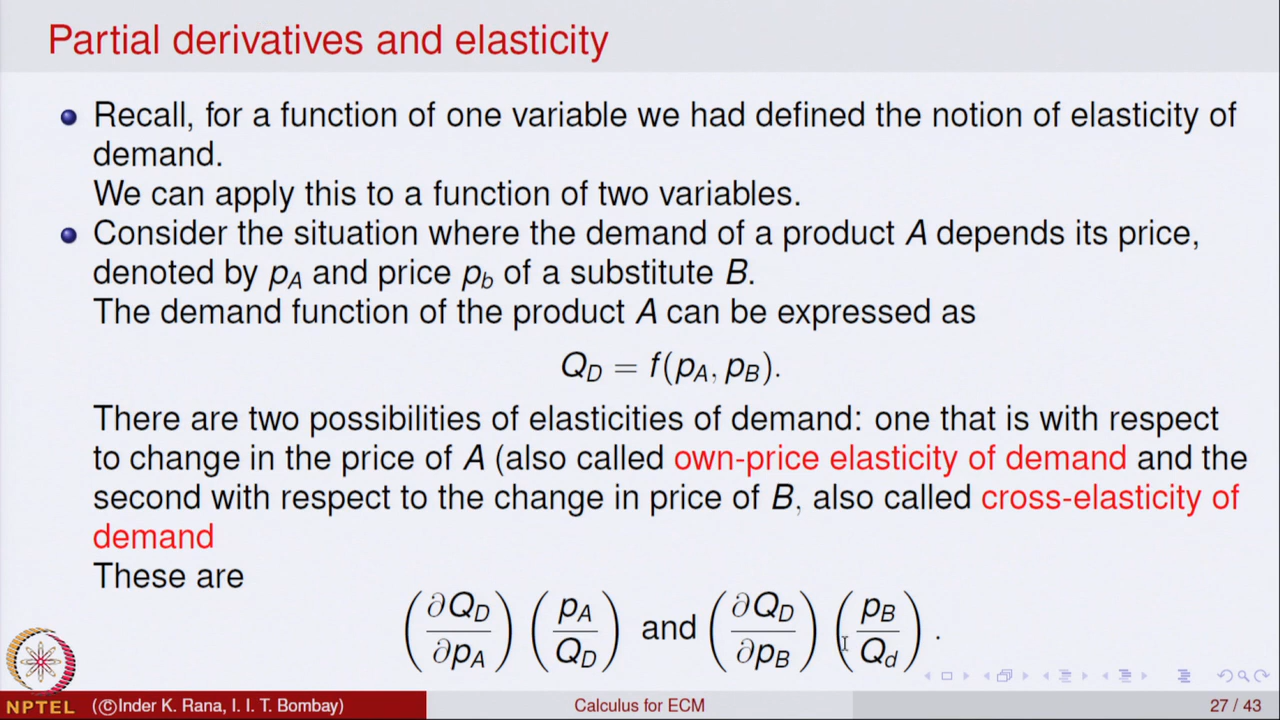 Partial derivatives and elasticity
Recall, for a function of one variable we had defined the notion of elasticity of
demand.
We can apply this to a function of two variables.
Consider the situation where the demand of a product A depends its price,
denoted by p_A and price p_b of a substitute B.
The demand function of the product A can be expressed as
Q_D = f(p_A, p_B).
There are two possibilities of elasticities of demand: one that is with respect
to change in the price of A (also called own-price elasticity of demand and the
second with respect to the change in price of B, also called cross-elasticity of
demand
These are
(∂Q_D/∂p_A) (p_A/Q_D) and (∂Q_D/∂p_B) (p_B/Q_d).
NPTEL (©Inder K. Rana, I. I. T. Bombay) Calculus for ECM 27 / 43